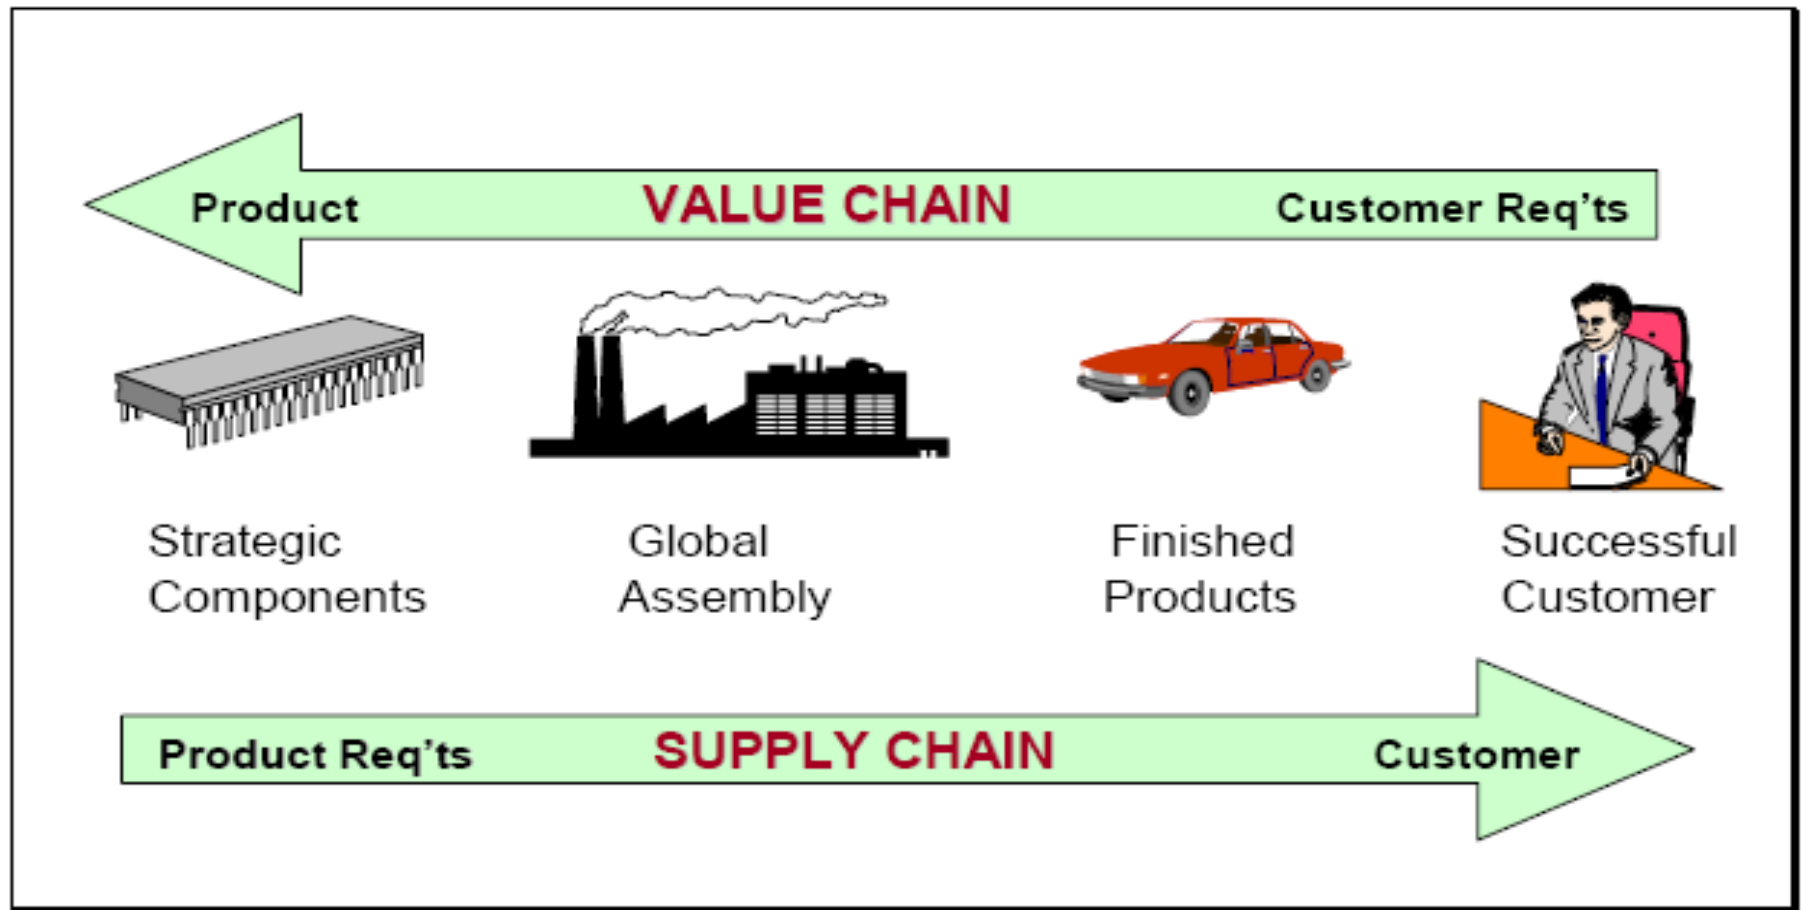 Product VALUE CHAIN Customer Req’ts
Strategic
Components
Global
Assembly
Finished
Products
Successful
Customer
Product Req’ts SUPPLY CHAIN Customer